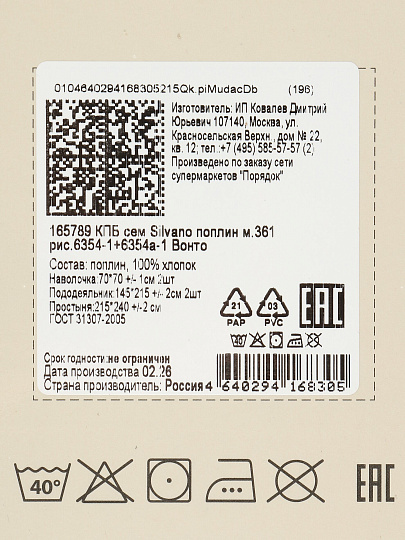 0104640294168305215Qk.piMudacDb (196)
Изготовитель: ИП Ковалев Дмитрий
Юрьевич 107140, Москва, ул.
Красносельская Верхн., дом № 22,
кв. 12; тел.:+7 (495) 585-57-57 (2)
Произведено по заказу сети
супермаркетов "Порядок"
165789 КПБ сем Silvano поплин м.361
рис.6354-1+6354а-1 Вонто
Состав: поплин, 100% хлопок
Наволочка:70*70 +/- 1см 2шт
Пододеяльник:145*215 +/- 2см 2шт
Простыня:215*240 +/-2 см
ГОСТ 31307-2005
21
PAP
03
PVC
EAC
Срок годности:не ограничен
Дата производства 02.26
Страна производитель: Россия
4 640294 168305
40°
EAC